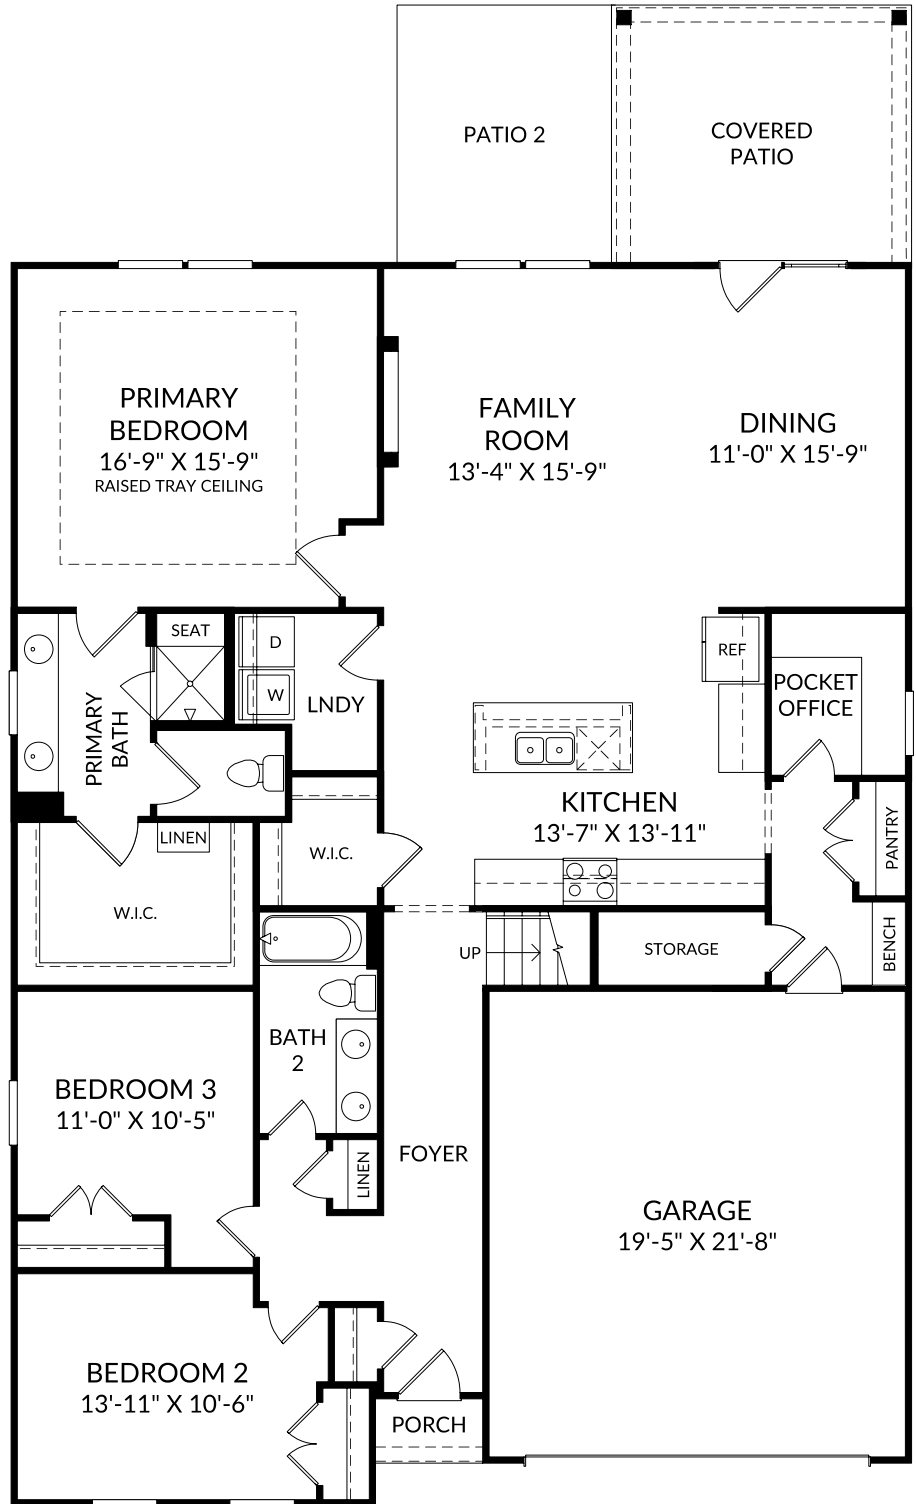 PATIO 2
COVERED
PATIO
PRIMARY
BEDROOM
16'-9" X 15'-9"
RAISED TRAY CEILING
FAMILY
ROOM
13'-4" X 15'-9"
DINING
11'-0" X 15'-9"
SEAT
D
W
LNDY
REF
POCKET
OFFICE
PRIMARY
BATH
KITCHEN
13'-7" X 13'-11"
LINEN
W.I.C.
W.I.C.
PANTRY
UP
STORAGE
BENCH
BATH
2
BEDROOM 3
11'-0" X 10'-5"
FOYER
LINEN
GARAGE
19'-5" X 21'-8"
BEDROOM 2
13'-11" X 10'-6"
PORCH